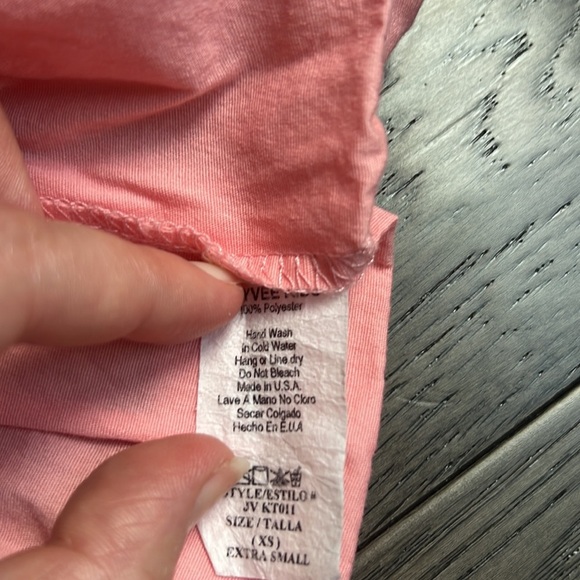 100% Polyester
Hand Wash
in Cold Water
Hang or Line dry
Do Not Bleach
Made in U.S.A.
Lave A Mano No Cloro
Secar Colgado
Hecho En E.U.A
STYLE/ESTILO #
JV KT011
SIZE / TALLA
(XS)
EXTRA SMALL